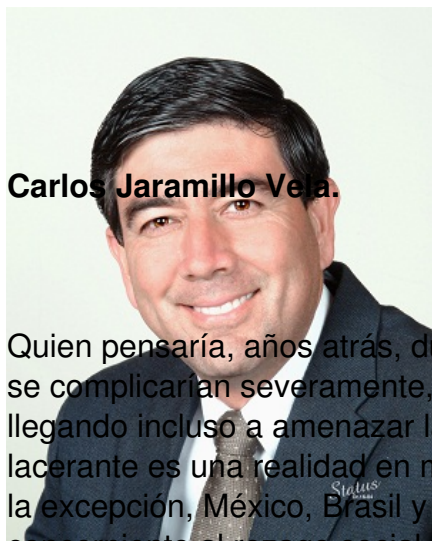 Carlos Jaramillo Vela.
Quien pensaría, años atrás, d
se complicarían severamente,
llegando incluso a amenazar l
lacerante es una realidad en
la excepción, México, Brasil y
Status